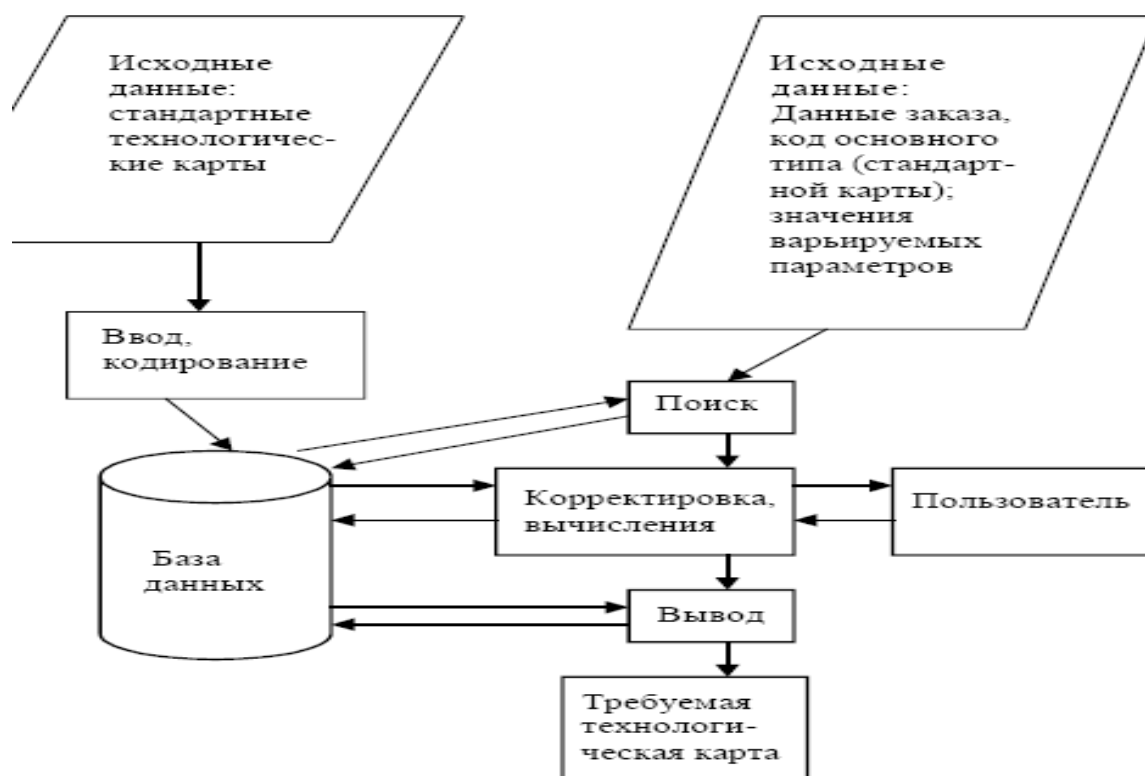 Исходные
данные:
стандартные
технологичес-
кие карты
Исходные
данные:
Данные заказа,
код основного
типа (стандарт-
ной карты);
значения
варьируемых
параметров
Ввод,
кодирование
Поиск
Корректировка,
вычисления
Пользователь
База
данных
Вывод
Требуемая
технологи-
ческая карта